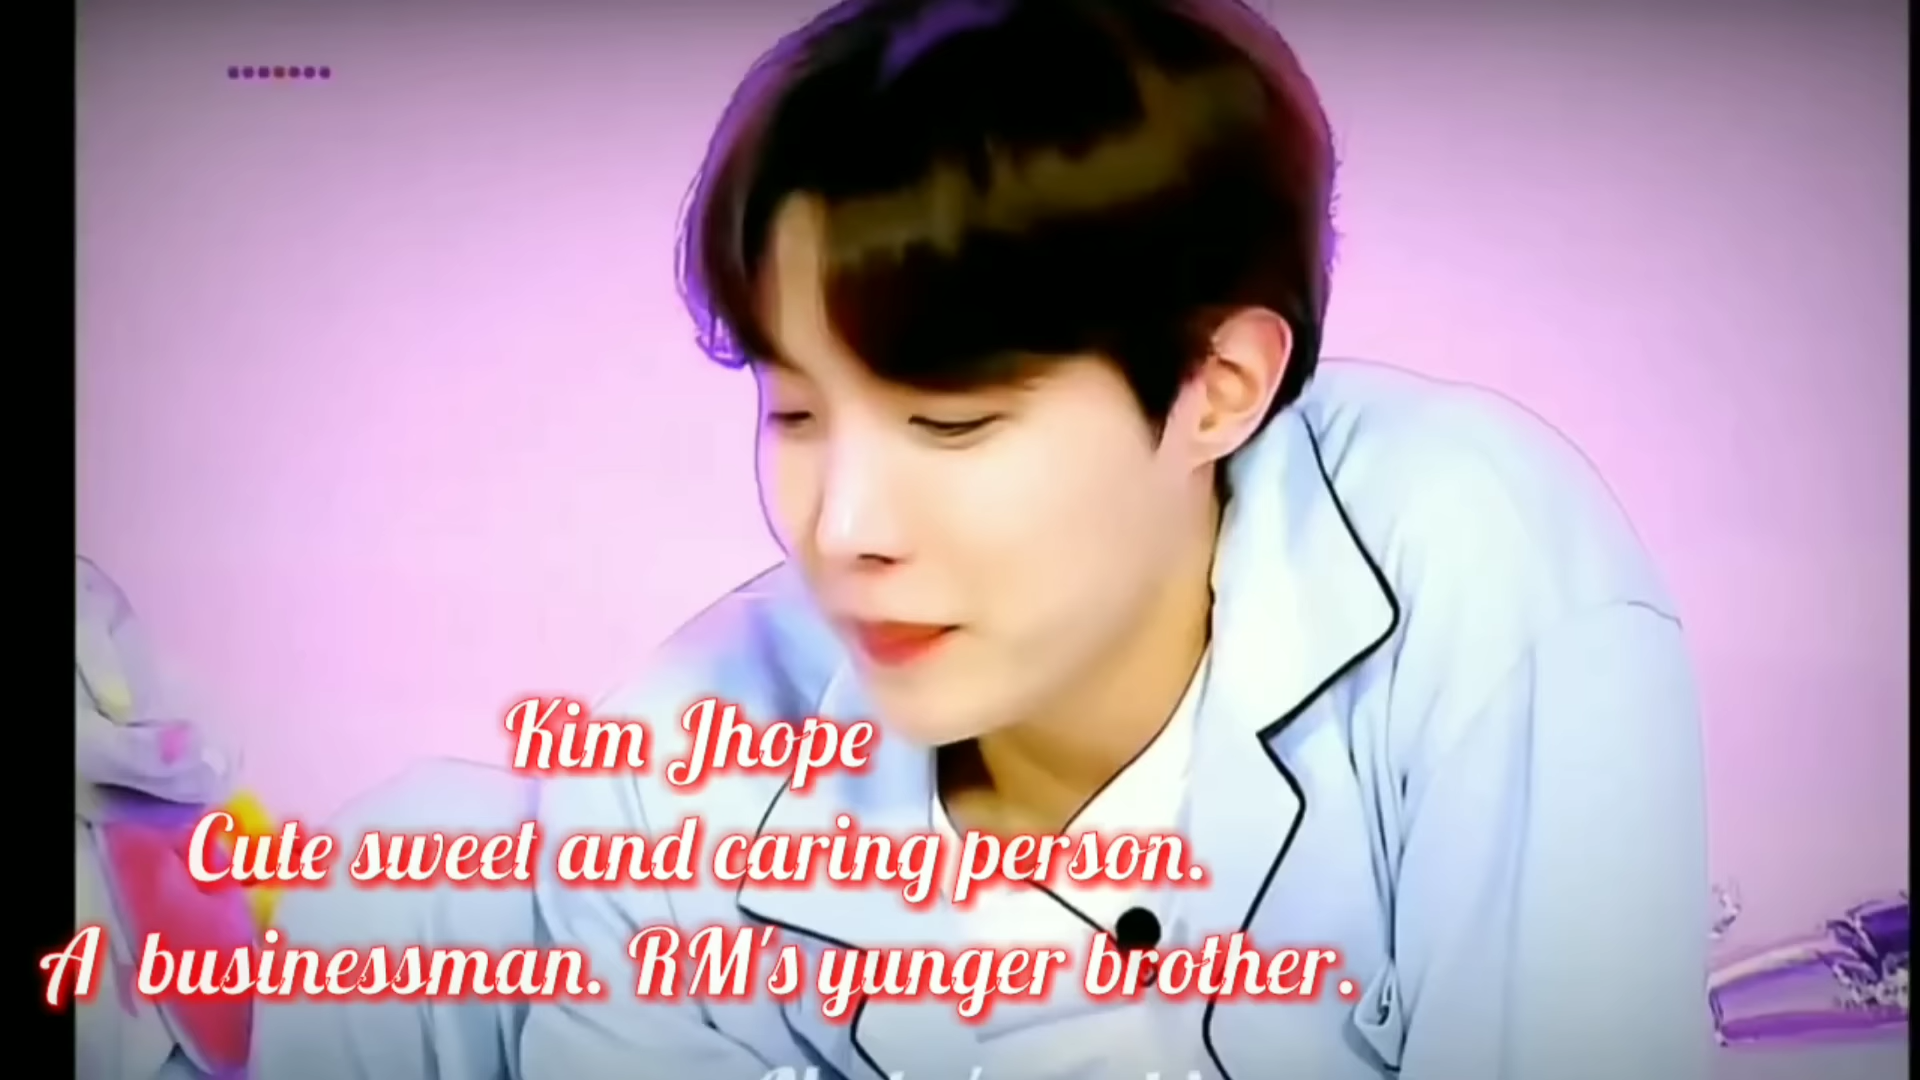 Kim Jhope
Cute sweet and caring person.
A businessman. RM's yunger brother.